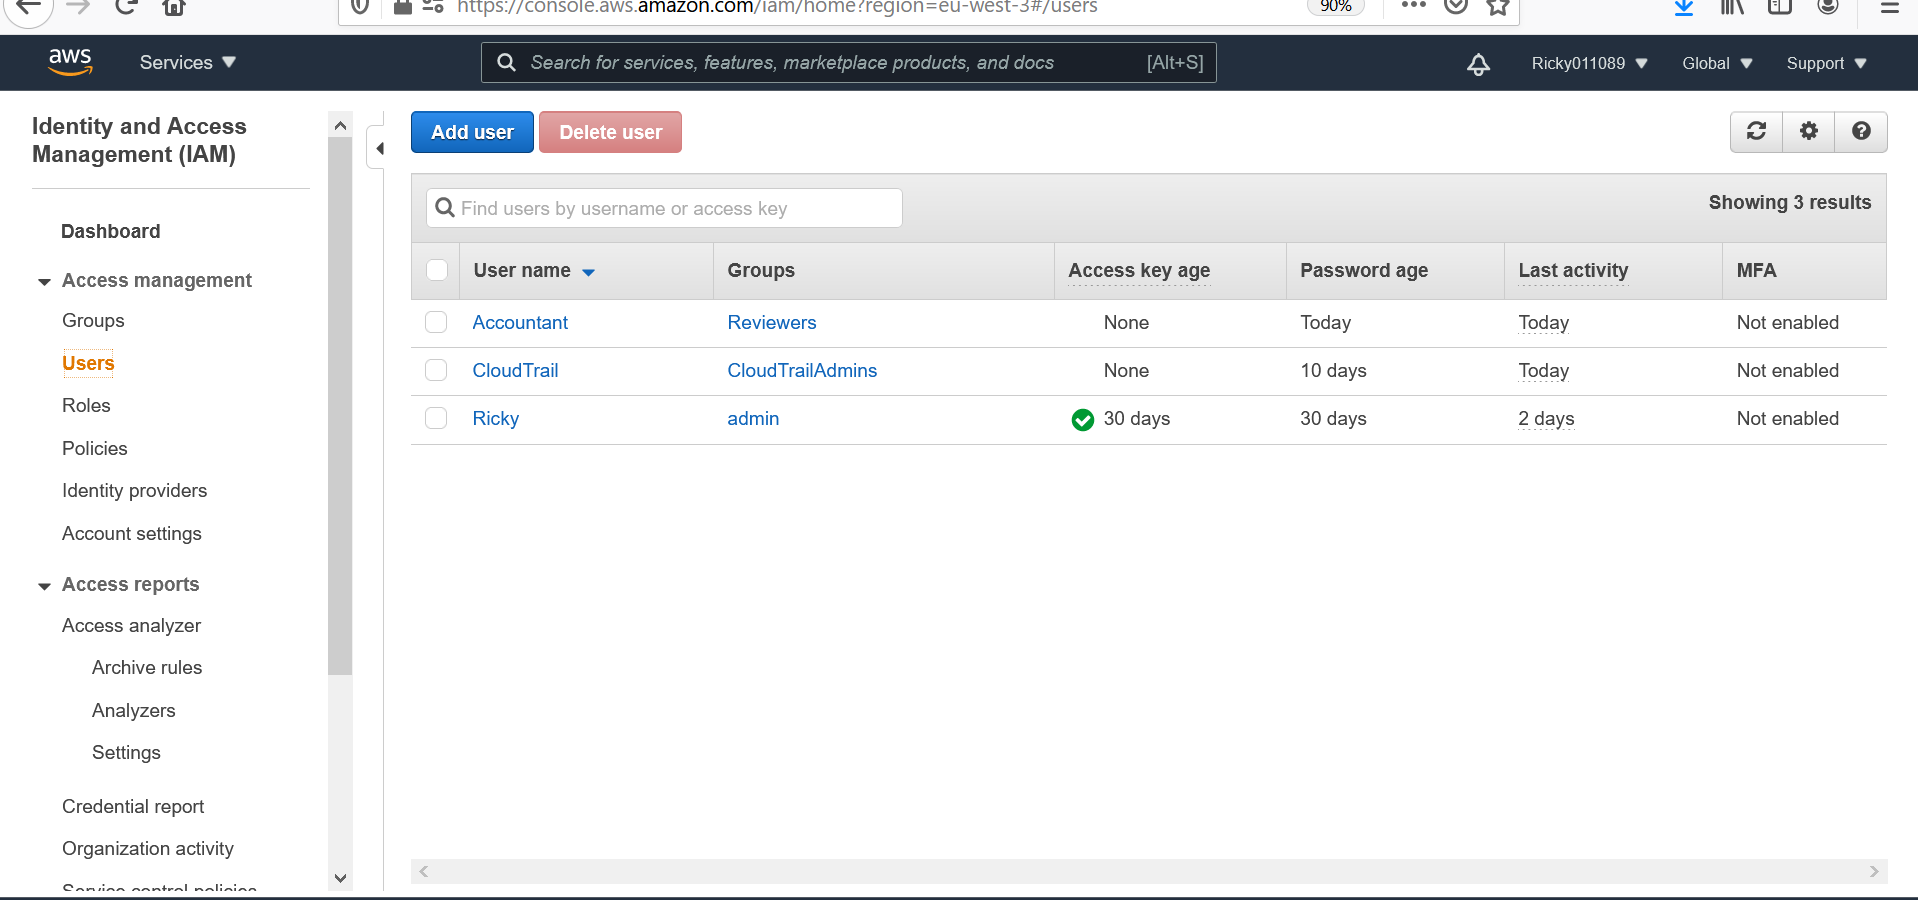 https://console.aws.amazon.com/iam/home?region=eu-west-3#/users
90%
aws
Services
Search for services, features, marketplace products, and docs [Alt+S]
Ricky011089
Global
Support
Identity and Access
Management (IAM)
Dashboard
Access management
Groups
Users
Roles
Policies
Identity providers
Account settings
Access reports
Access analyzer
Archive rules
Analyzers
Settings
Credential report
Organization activity
Service control policies
Add user
Delete user
Find users by username or access key
Showing 3 results
User name Groups Access key age Password age Last activity MFA
Accountant Reviewers None Today Today Not enabled
CloudTrail CloudTrailAdmins None 10 days Today Not enabled
Ricky admin 30 days 30 days 2 days Not enabled